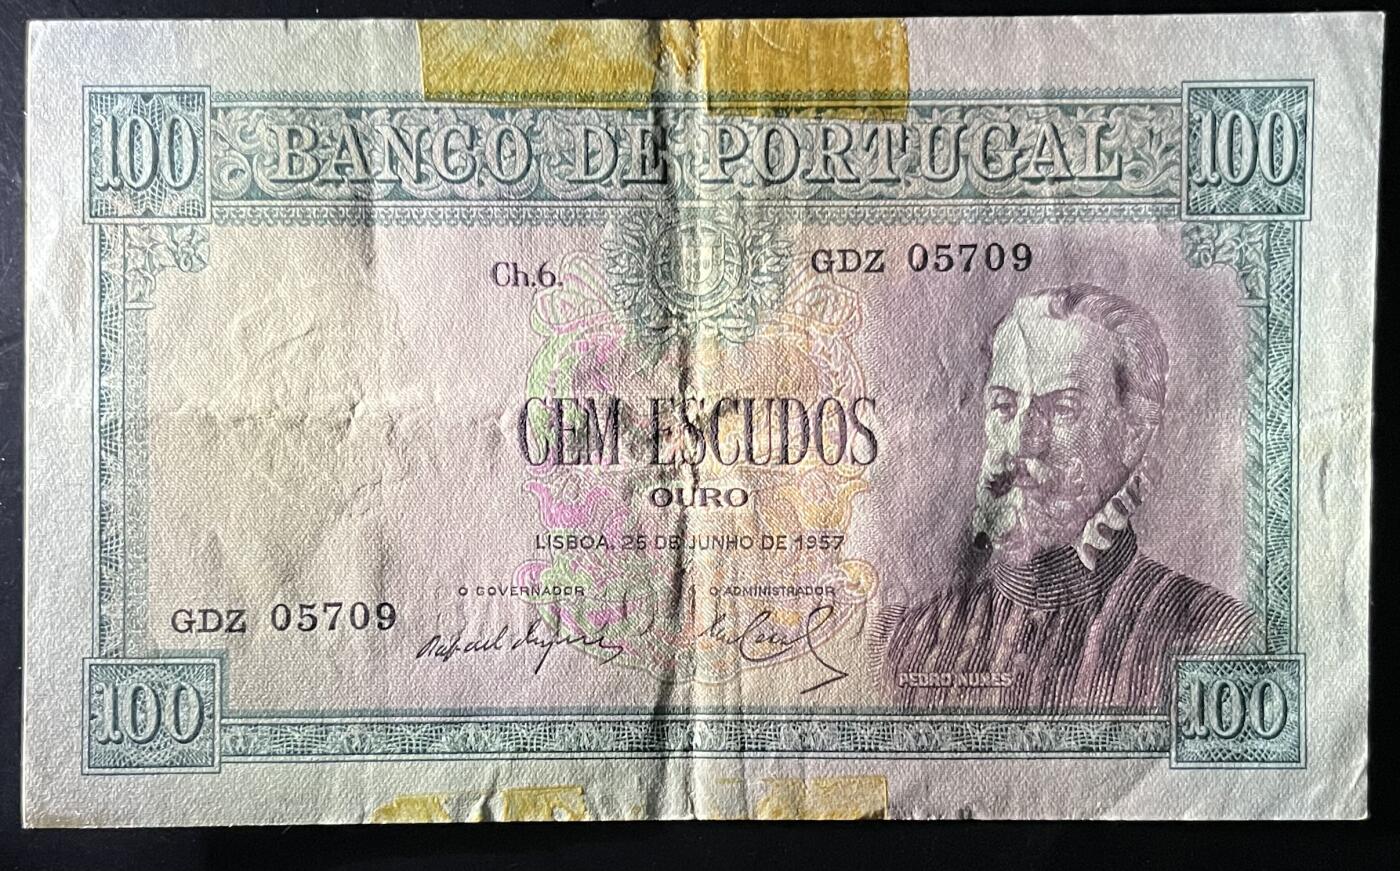 100 BANCO DE PORTUGAL 100
Ch.6. GDZ 05709
CEM ESCUDOS
OURO
LISBOA, 25 DE JUNHO DE 1957
O GOVERNADOR O ADMINISTRADOR
GDZ 05709
PEDRO NUNES
100 100